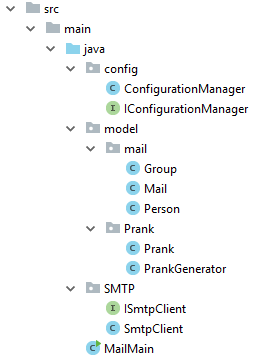 src
main
java
config
ConfigurationManager
IConfigurationManager
model
mail
Group
Mail
Person
Prank
Prank
PrankGenerator
SMTP
ISmtpClient
SmtpClient
MailMain